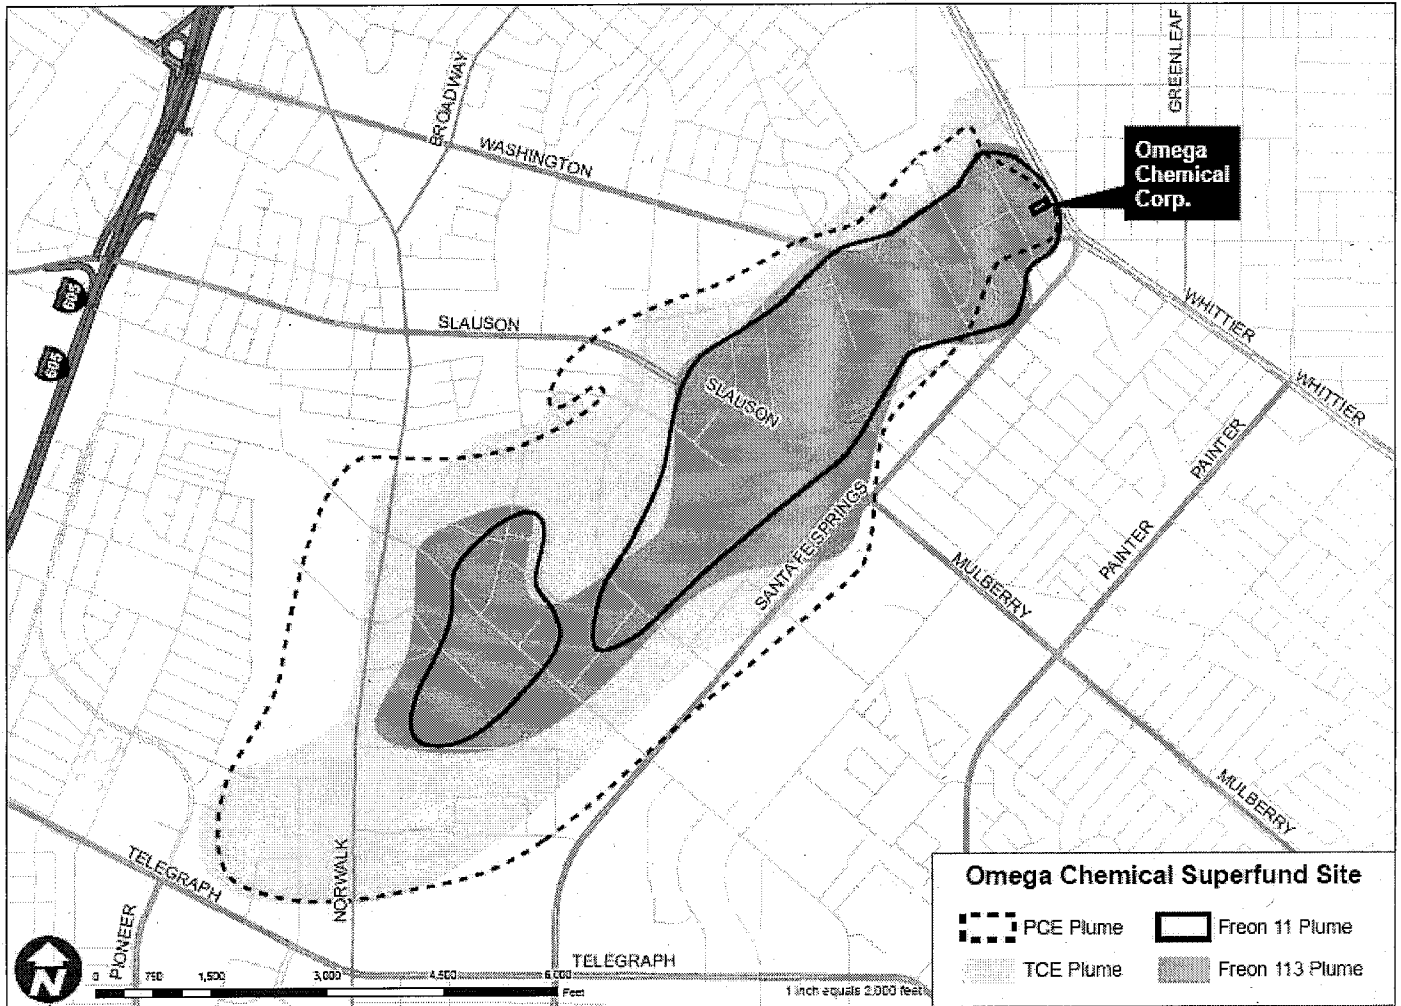 GREENLEAF
BROADWAY
WASHINGTON
Omega
Chemical
Corp.
605
SLAUSON
WHITTIER
605
WHITTIER
SLAUSON
PAINTER
SANTA FE SPRINGS
PAINTER
MULBERRY
MULBERRY
TELEGRAPH
NORWALK
PIONEER
TELEGRAPH
N
0 750 1,500 3,000 4,500 6,000
Feet
1 inch equals 2,000 feet
Omega Chemical Superfund Site
PCE Plume
Freon 11 Plume
TCE Plume
Freon 113 Plume